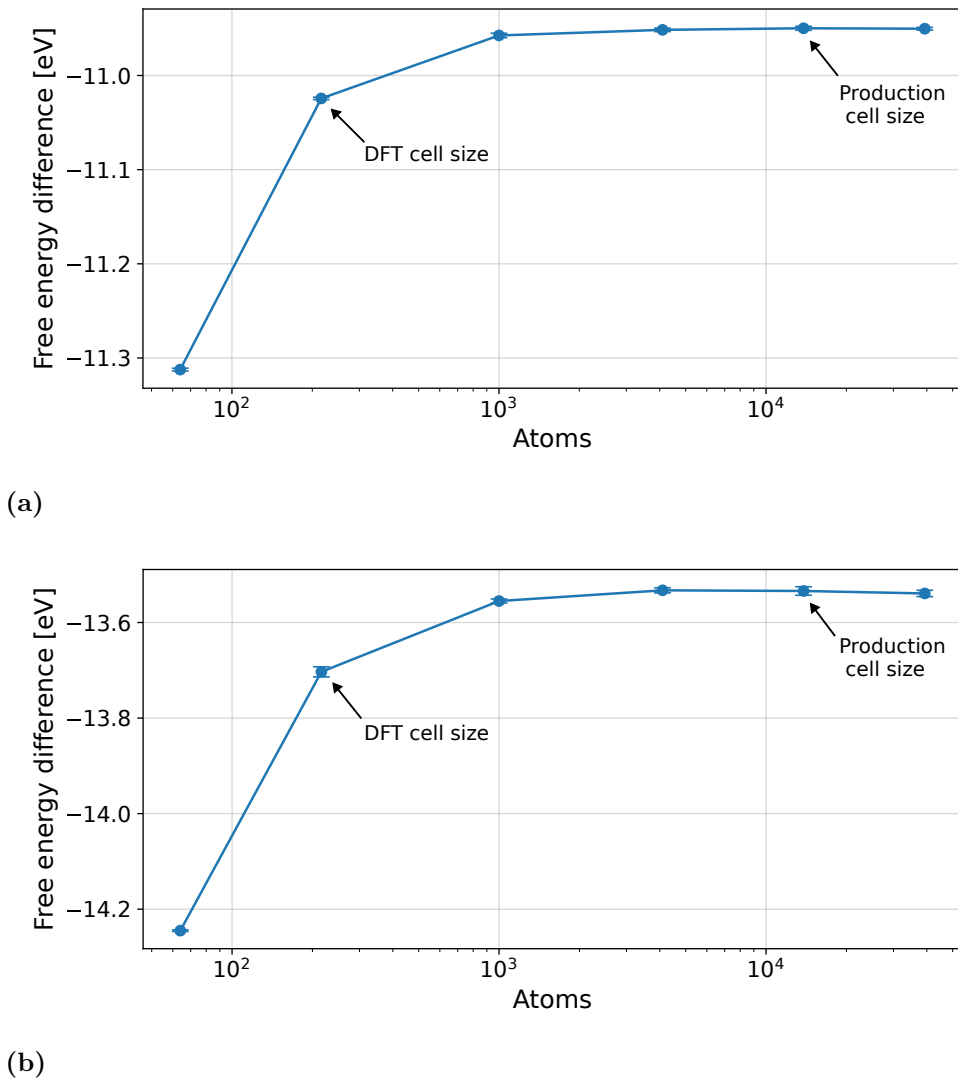 Free energy difference [eV]
−11.0
−11.1
−11.2
−11.3
DFT cell size
Production
cell size
10²
10³
10⁴
Atoms
(a)
Free energy difference [eV]
−13.6
−13.8
−14.0
−14.2
DFT cell size
Production
cell size
10²
10³
10⁴
Atoms
(b)